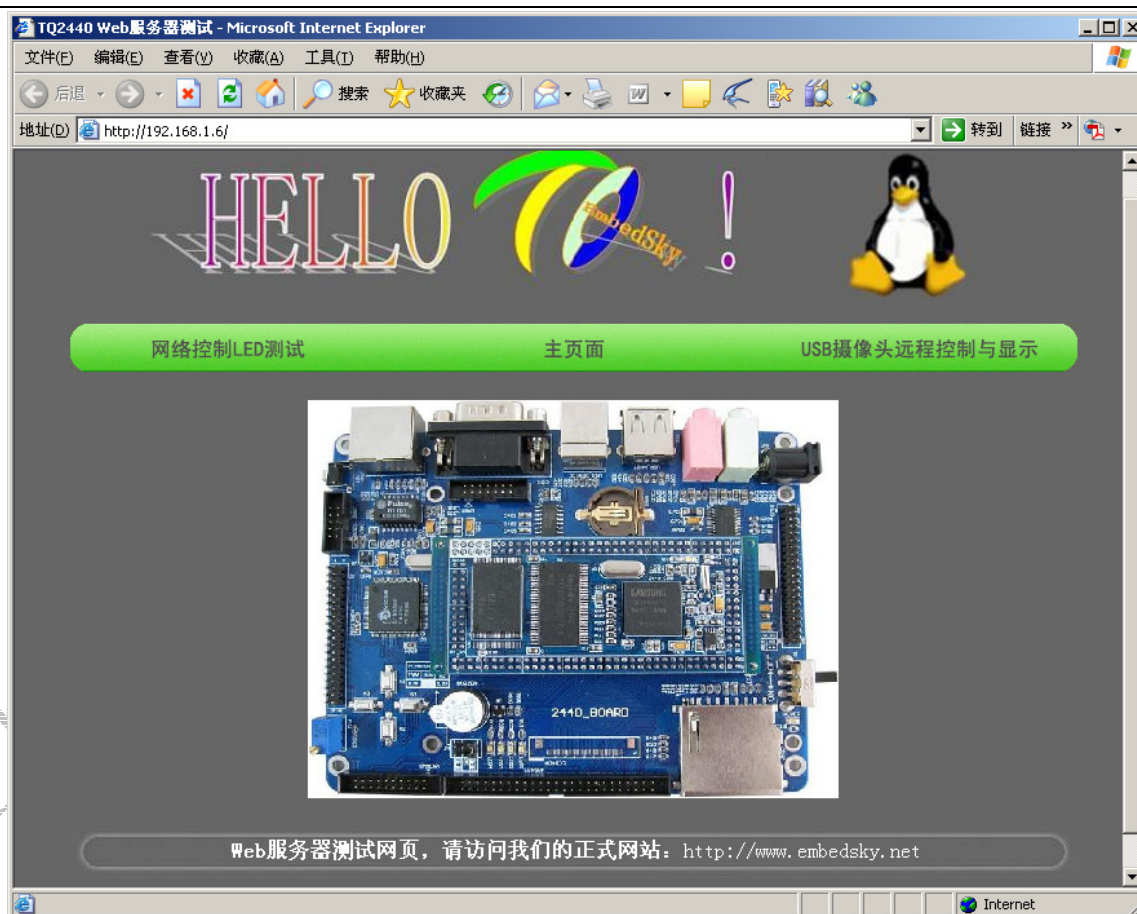 TQ2440 Web服务器测试 - Microsoft Internet Explorer
文件(F) 编辑(E) 查看(V) 收藏(A) 工具(T) 帮助(H)
后退 搜索 收藏夹
地址(D) http://192.168.1.6/ 转到 链接 »
HELLO TQ !
EmbedSky
网络控制LED测试 主页面 USB摄像头远程控制与显示
SAMSUNG
2440_BOARD
Web服务器测试网页，请访问我们的正式网站：http://www.embedsky.net
Internet